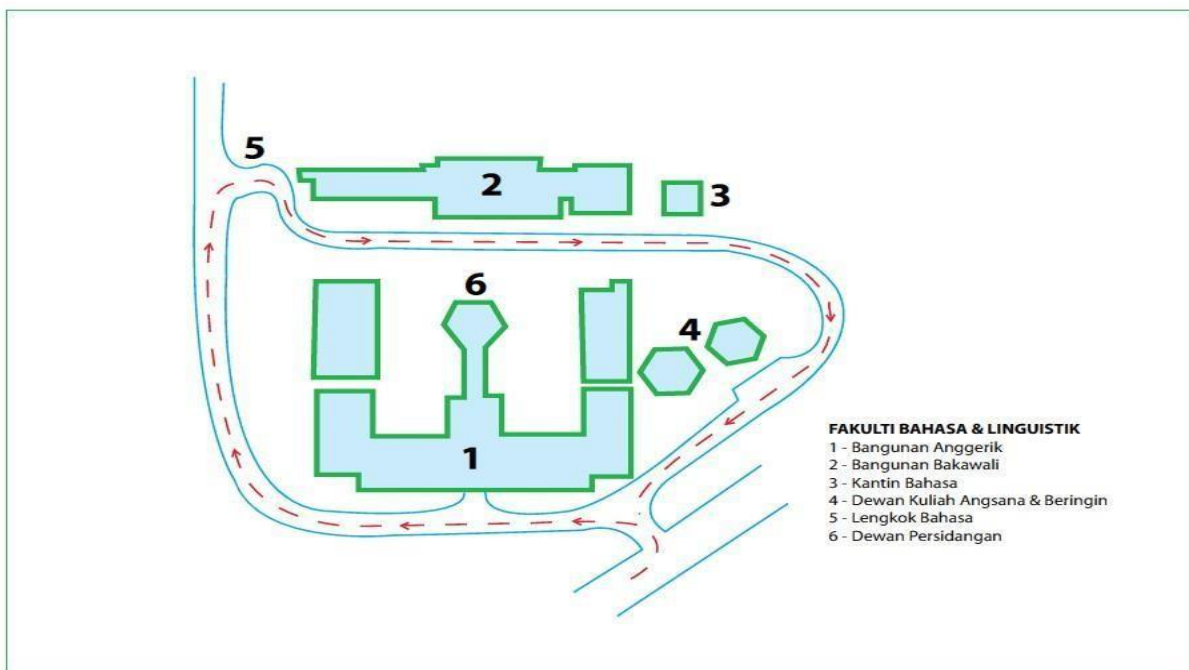 5
2
3
6
4
1
FAKULTI BAHASA & LINGUISTIK
1 - Bangunan Anggerik
2 - Bangunan Bakawali
3 - Kantin Bahasa
4 - Dewan Kuliah Angsana & Beringin
5 - Lengkok Bahasa
6 - Dewan Persidangan